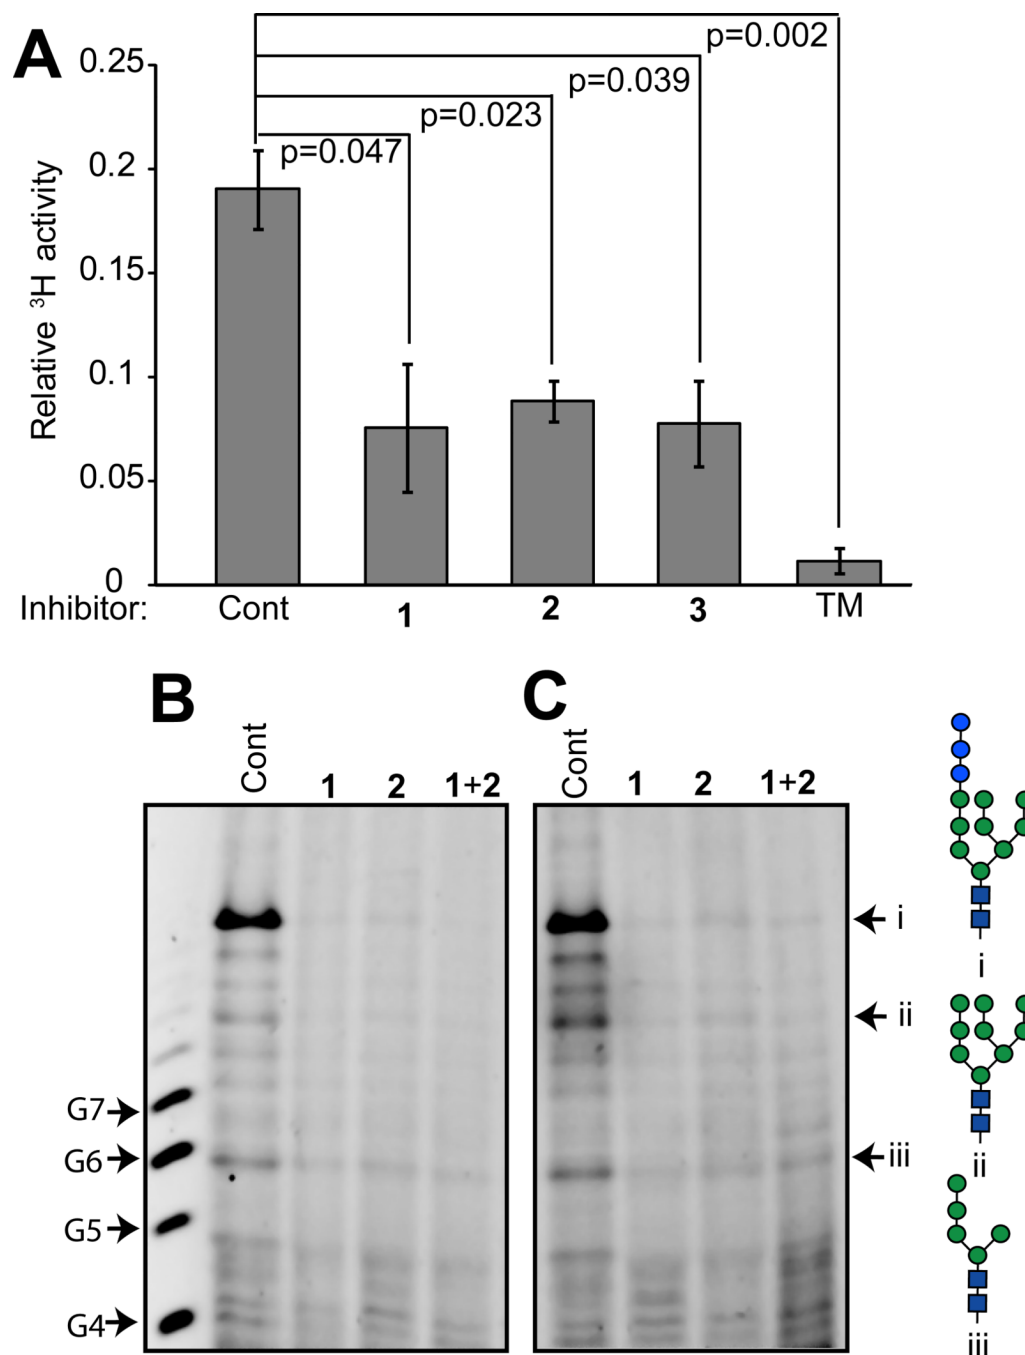 A
p=0.002
0.25
p=0.039
p=0.023
p=0.047
0.2
0.15
0.1
0.05
0
Relative ³H activity
Inhibitor: Cont 1 2 3 TM
B C
Cont 1 2 1+2 Cont 1 2 1+2
i
i
ii
G7
G6
iii
ii
G5
G4
iii